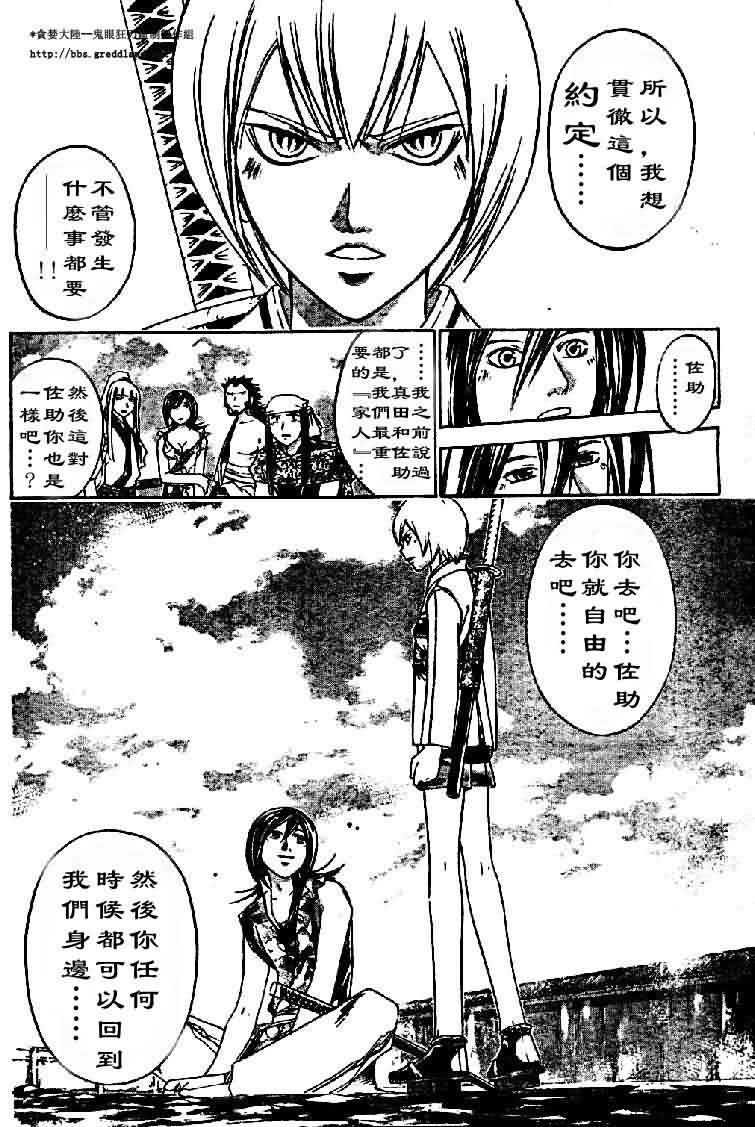 *貪婪大陸—鬼眼狂刀
http://bbs.greddla
所以，我想
貫徹這個
約定……
不管發生
什麼事都要
——!!
……佐助
我之前說過
了，真田和佐助
都是『我們最重
要的家人』……
……
然後這對
佐助你也是
一樣吧…？
你去吧…佐助
你就自由的
去吧……
然後你任何
時候都可以回到
我們身邊……